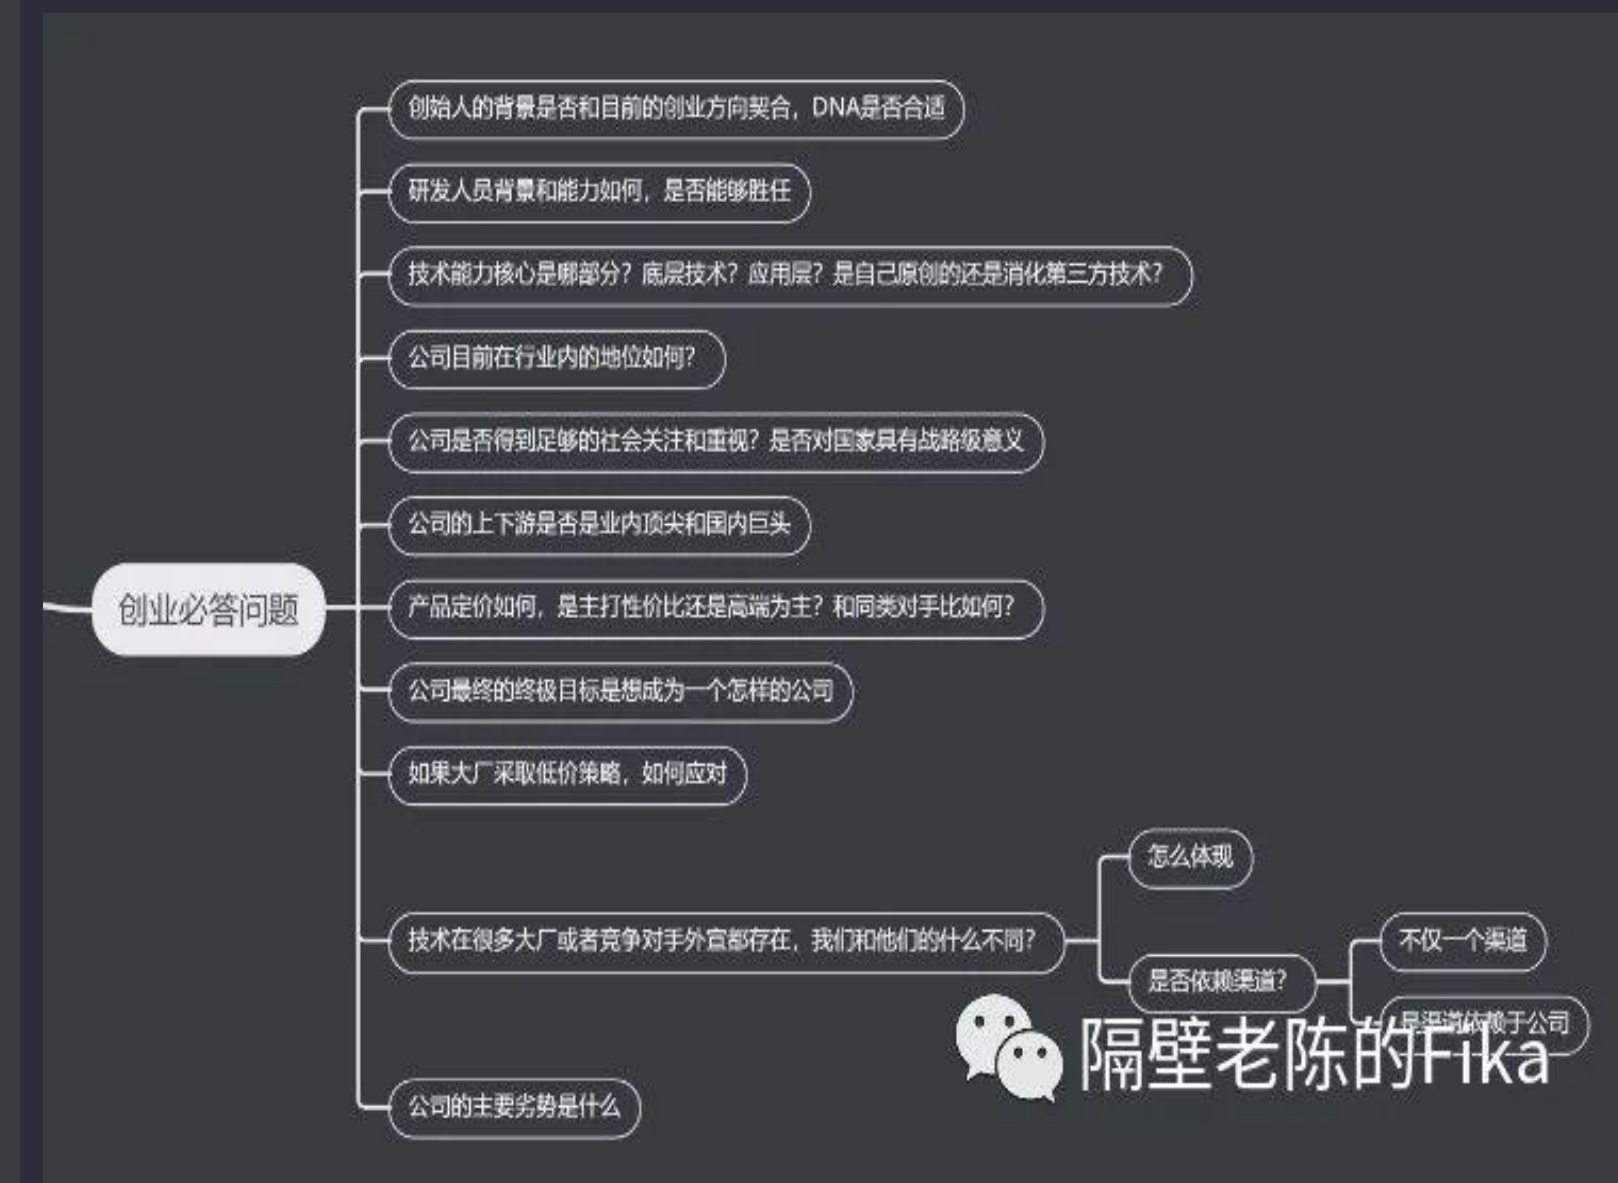 创始人的背景是否和目前的创业方向契合，DNA是否合适
研发人员背景和能力如何，是否能够胜任
技术能力核心是哪部分？底层技术？应用层？是自己原创的还是消化第三方技术？
公司目前在行业内的地位如何？
公司是否得到足够的社会关注和重视？是否对国家具有战略级意义
公司的上下游是否是业内顶尖和国内巨头
创业必答问题
产品定价如何，是主打性价比还是高端为主？和同类对手比如何？
公司最终的终极目标是想成为一个怎样的公司
如果大厂采取低价策略，如何应对
怎么体现
技术在很多大厂或者竞争对手外宣都存在，我们和他们的什么不同？
不仅一个渠道
是否依赖渠道？
是渠道依赖于公司
隔壁老陈的Fika
公司的主要劣势是什么